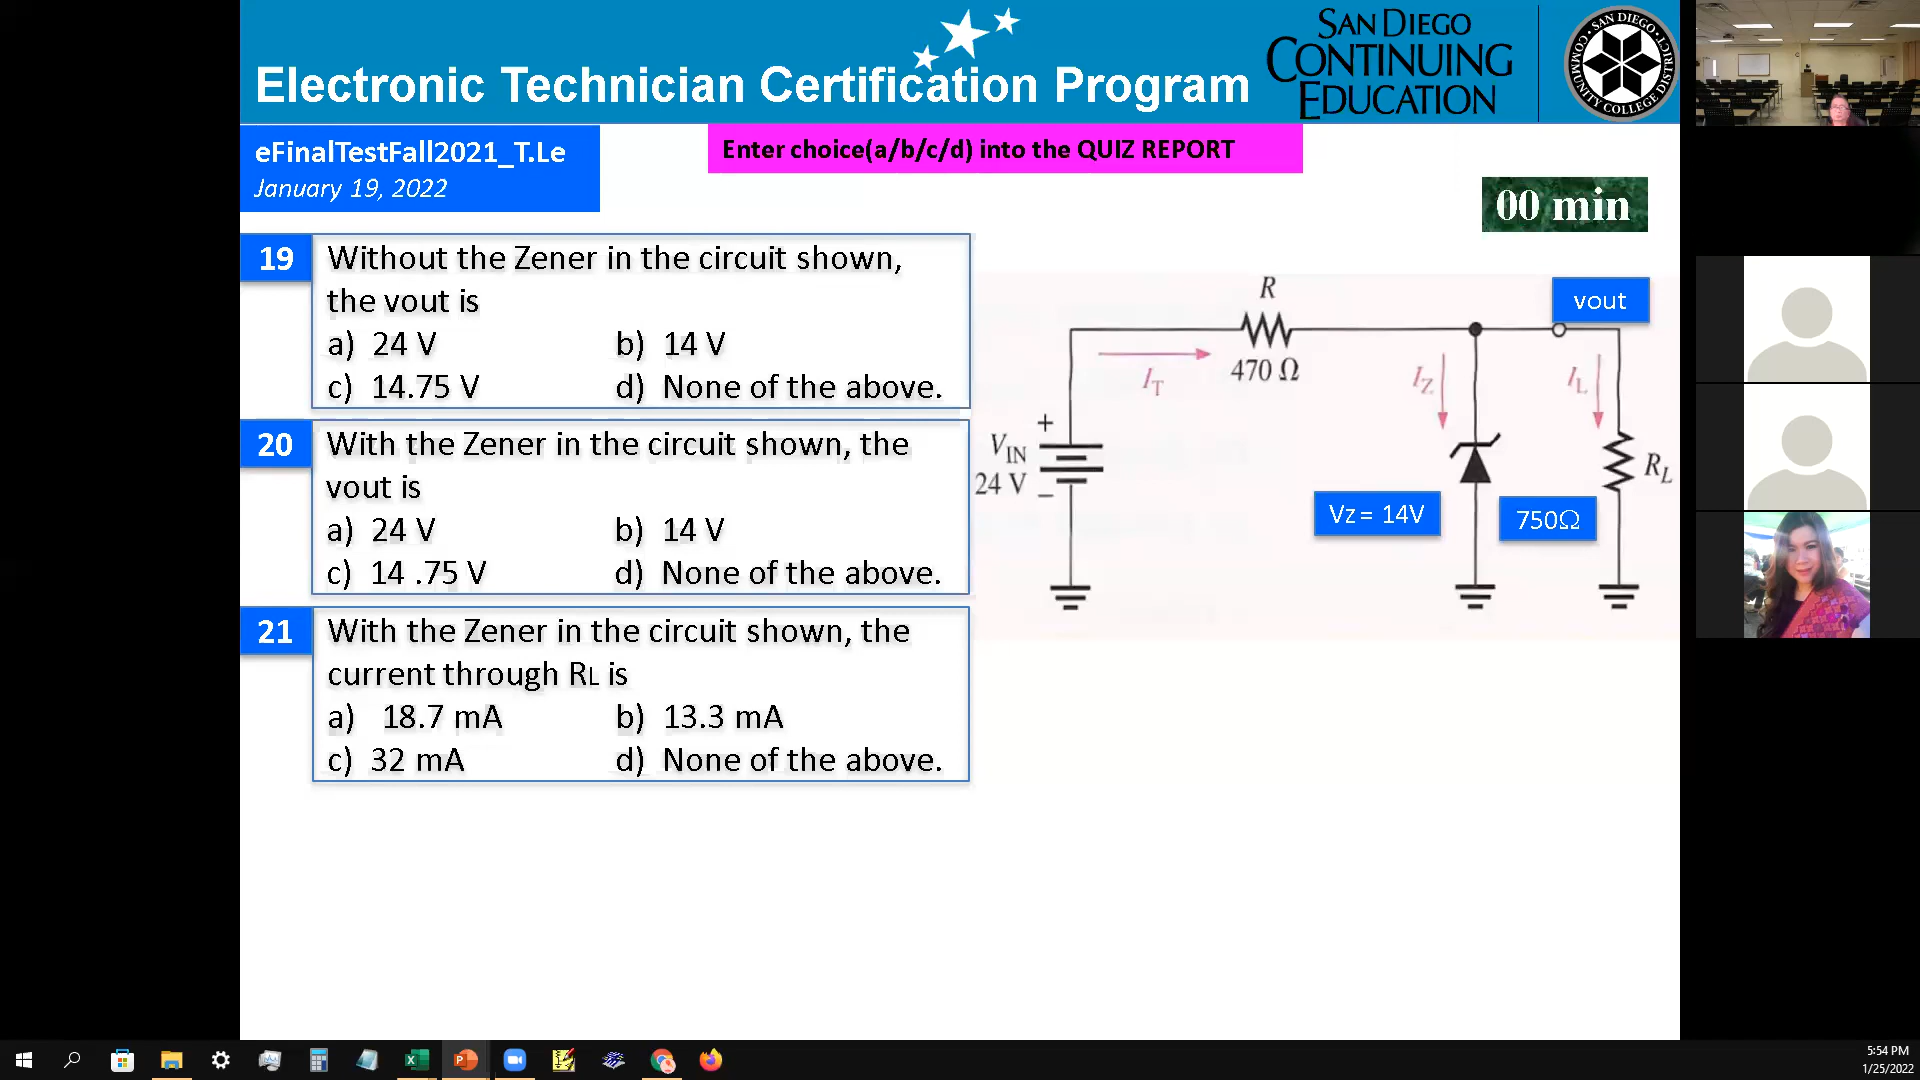 SAN DIEGO
CONTINUING
EDUCATION
SAN DIEGO COMMUNITY COLLEGE DISTRICT
Electronic Technician Certification Program
eFinalTestFall2021_T.Le
January 19, 2022
Enter choice(a/b/c/d) into the QUIZ REPORT
00 min
19
Without the Zener in the circuit shown,
the vout is
a) 24 V b) 14 V
c) 14.75 V d) None of the above.
20
With the Zener in the circuit shown, the
vout is
a) 24 V b) 14 V
c) 14 .75 V d) None of the above.
21
With the Zener in the circuit shown, the
current through RL is
a) 18.7 mA b) 13.3 mA
c) 32 mA d) None of the above.
R
470 Ω
vout
IT
IZ
IL
+
VIN
24 V
−
RL
Vz = 14V
750Ω
5:54 PM
1/25/2022